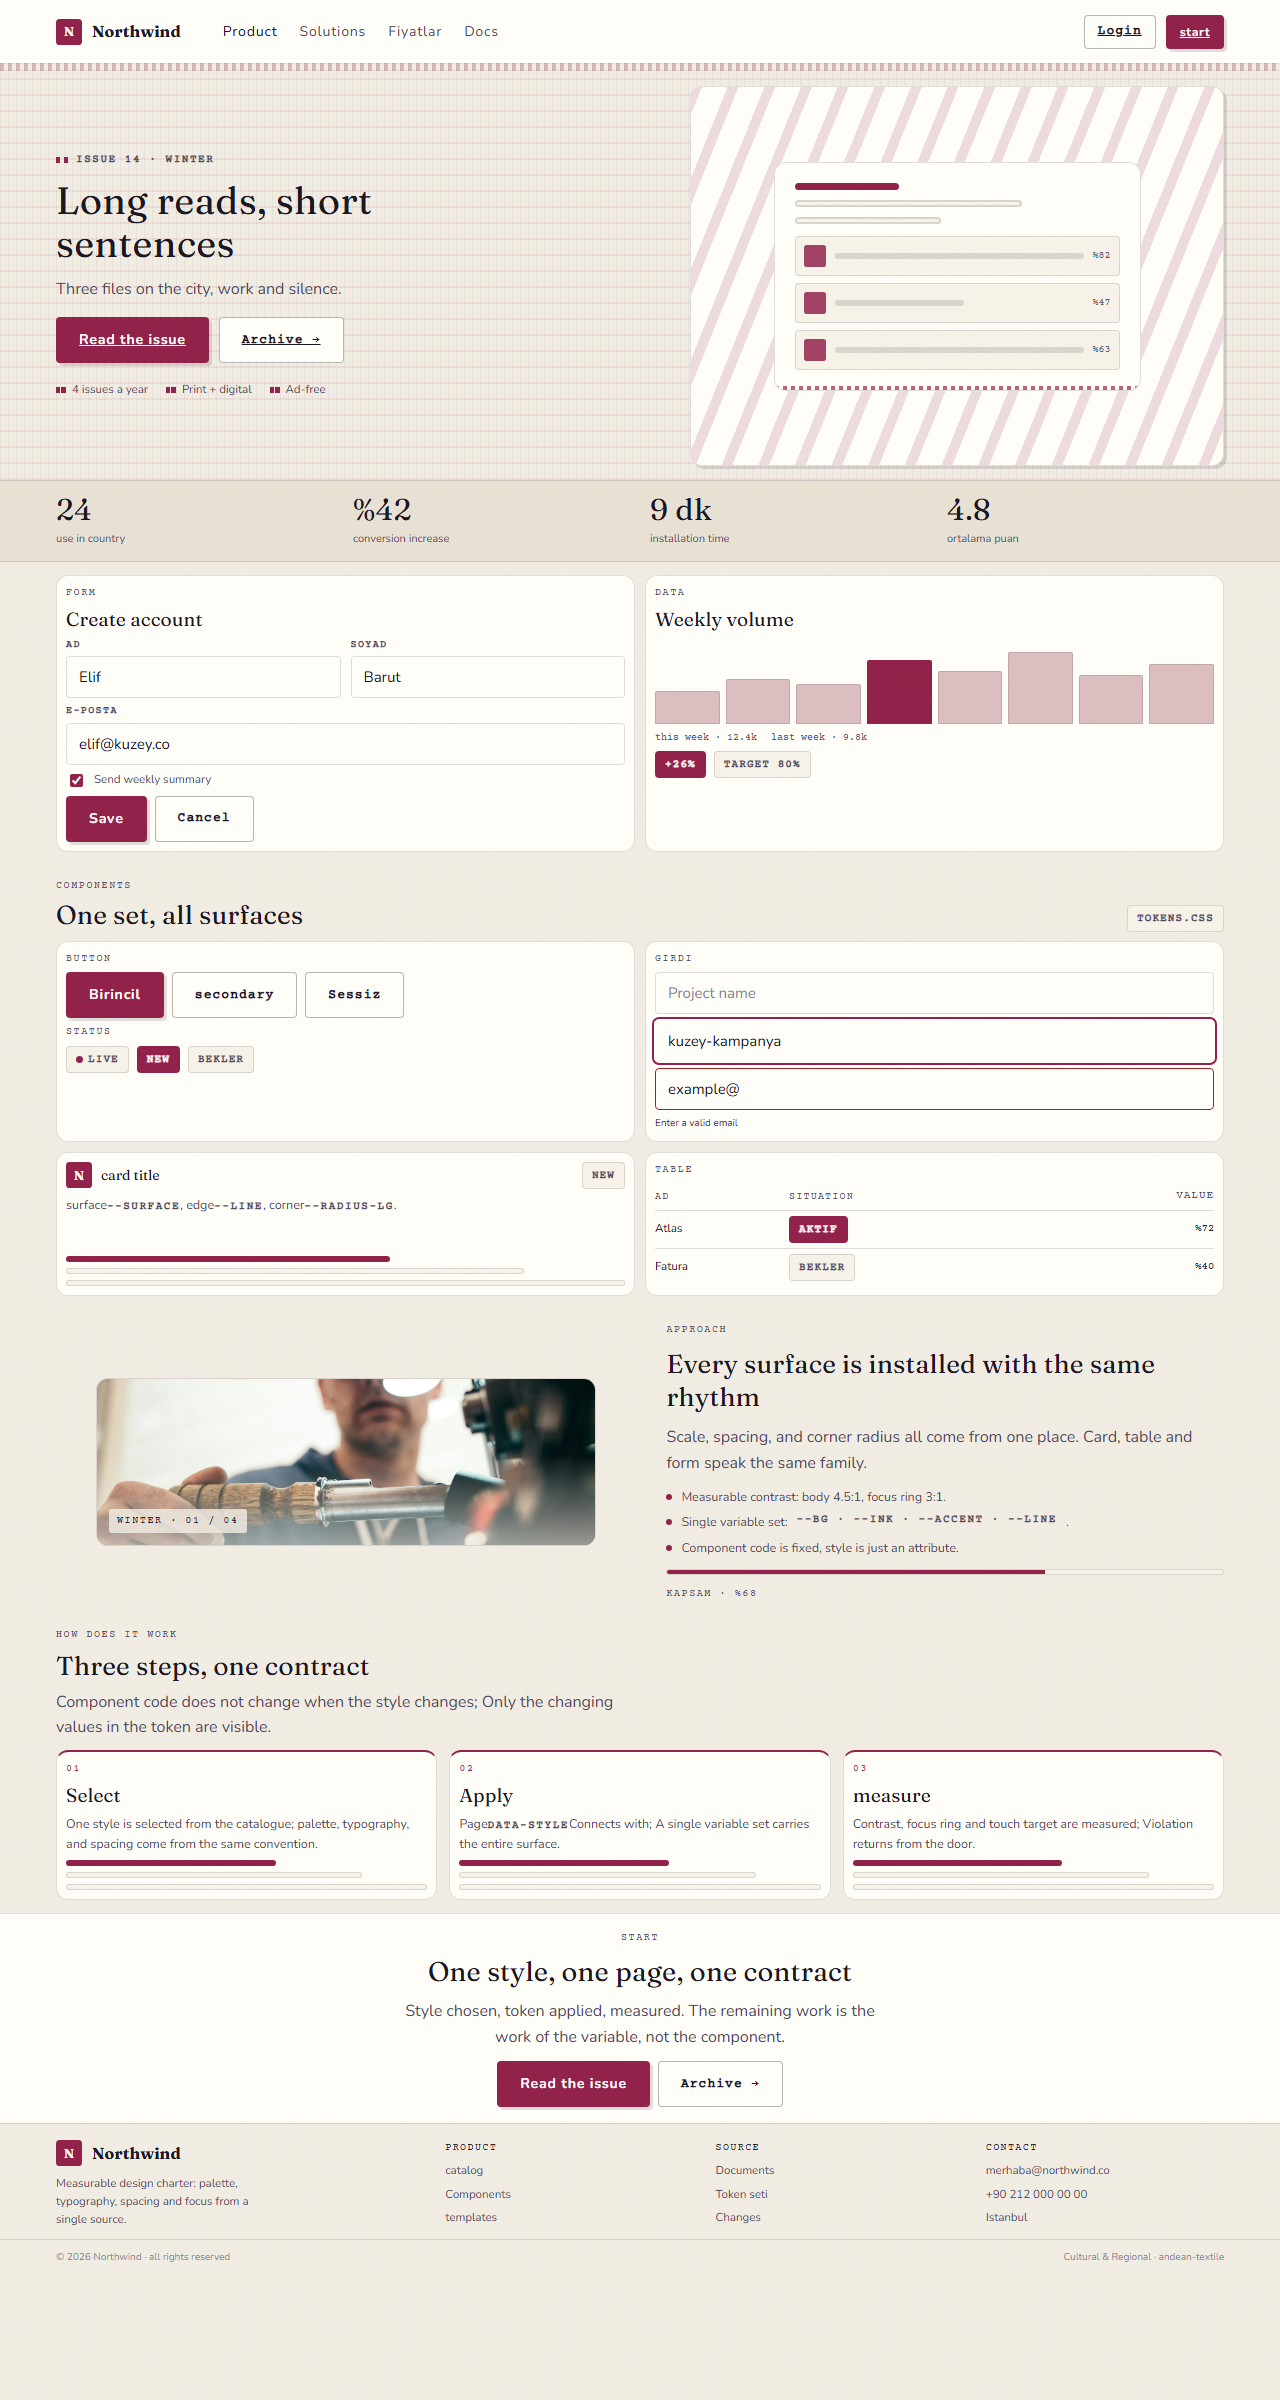 N Northwind Product Solutions Fiyatlar Docs Login start
ISSUE 14 · WINTER
Long reads, short
sentences
Three files on the city, work and silence.
Read the issue Archive →
4 issues a year Print + digital Ad-free
%82
%47
%63
24 %42 9 dk 4.8
use in country conversion increase installation time ortalama puan
FORM
Create account
AD SOYAD
Elif Barut
E-POSTA
elif@kuzey.co
Send weekly summary
Save Cancel
DATA
Weekly volume
this week · 12.4k last week · 9.8k
+26% TARGET 80%
COMPONENTS
One set, all surfaces
TOKENS.CSS
BUTTON
Birincil secondary Sessiz
STATUS
LIVE NEW BEKLER
GIRDI
Project name
kuzey-kampanya
example@
Enter a valid email
N card title NEW
surface--SURFACE, edge--LINE, corner--RADIUS-LG.
TABLE
AD SITUATION VALUE
Atlas AKTIF %72
Fatura BEKLER %40
WINTER · 01 / 04
APPROACH
Every surface is installed with the same
rhythm
Scale, spacing, and corner radius all come from one place. Card, table and
form speak the same family.
Measurable contrast: body 4.5:1, focus ring 3:1.
Single variable set: --BG · --INK · --ACCENT · --LINE .
Component code is fixed, style is just an attribute.
KAPSAM · %68
HOW DOES IT WORK
Three steps, one contract
Component code does not change when the style changes; Only the changing
values in the token are visible.
01
Select
One style is selected from the catalogue; palette, typography,
and spacing come from the same convention.
02
Apply
PageDATA-STYLEConnects with; A single variable set carries
the entire surface.
03
measure
Contrast, focus ring and touch target are measured; Violation
returns from the door.
START
One style, one page, one contract
Style chosen, token applied, measured. The remaining work is the
work of the variable, not the component.
Read the issue Archive →
N Northwind
Measurable design charter: palette,
typography, spacing and focus from a
single source.
PRODUCT
catalog
Components
templates
SOURCE
Documents
Token seti
Changes
CONTACT
merhaba@northwind.co
+90 212 000 00 00
Istanbul
© 2026 Northwind · all rights reserved Cultural & Regional · andean-textile